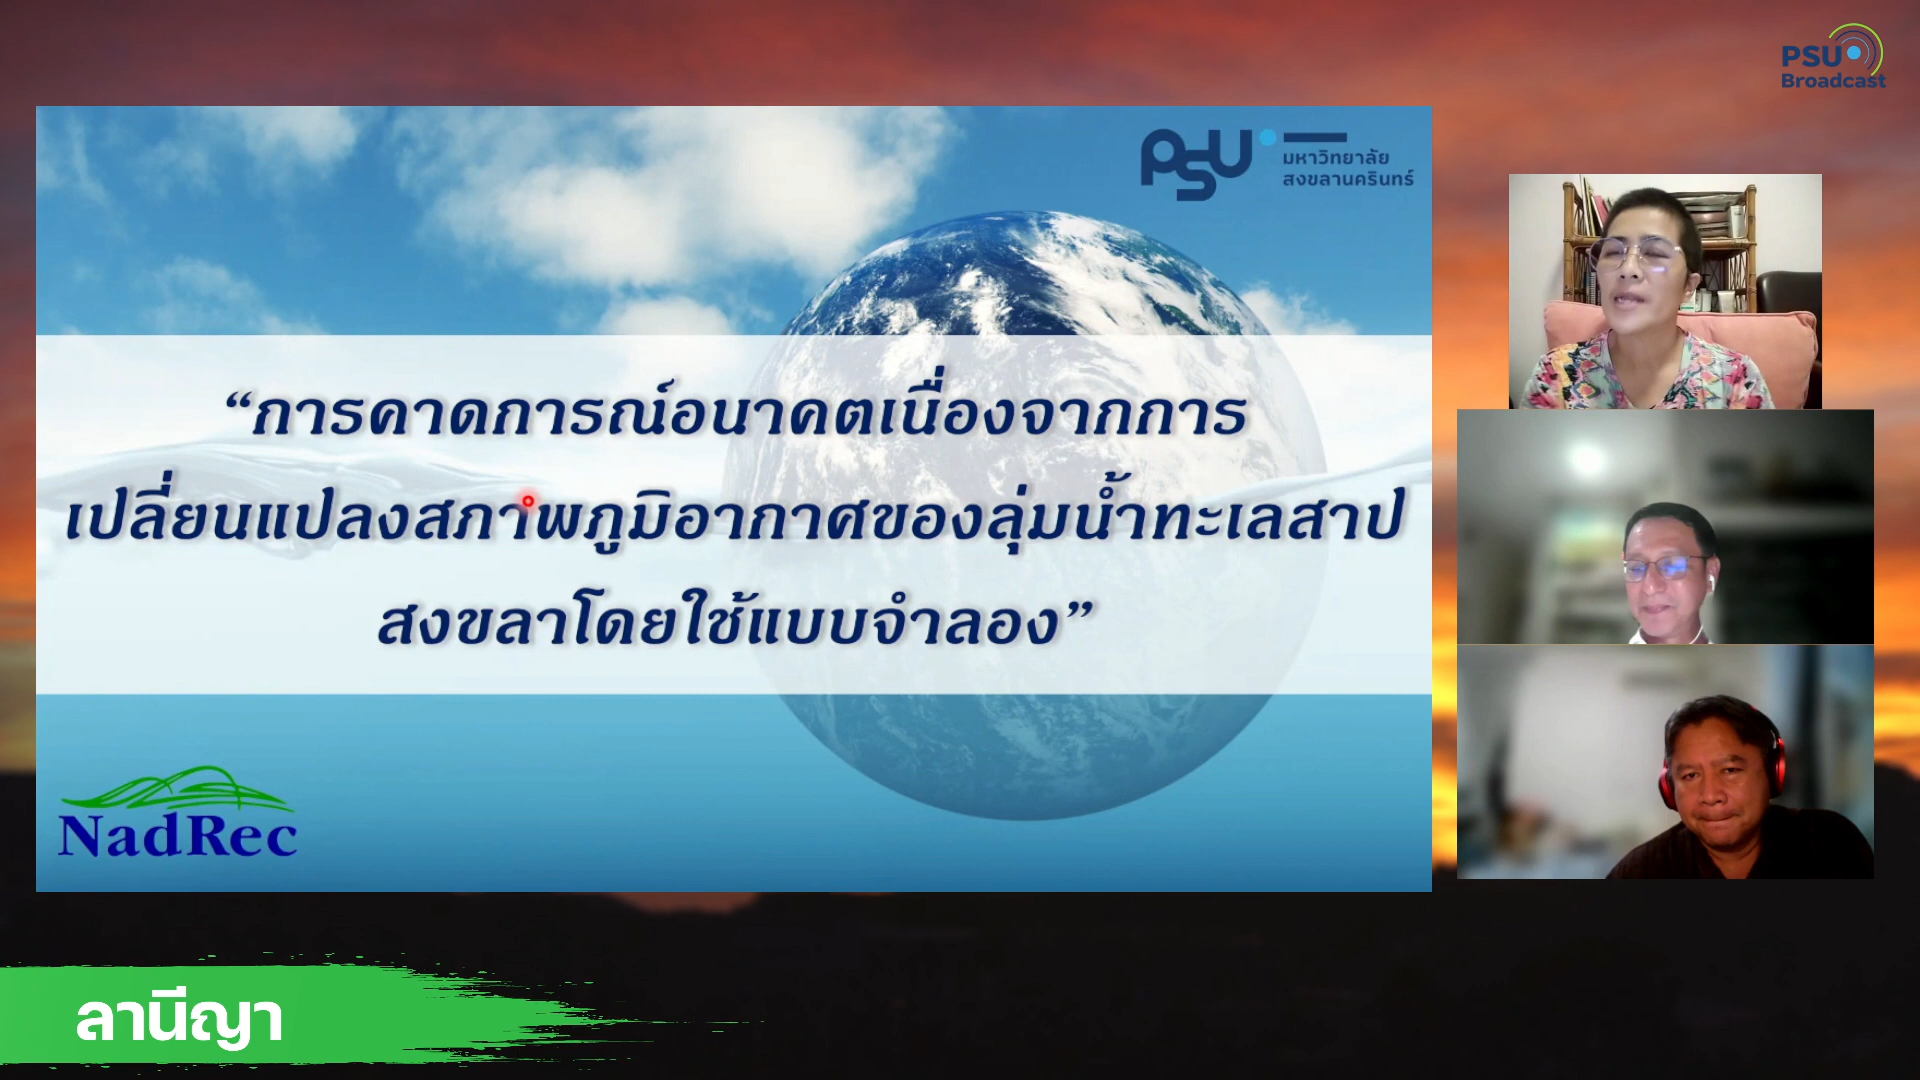 PSU
Broadcast
PSU
มหาวิทยาลัย
สงขลานครินทร์
“การคาดการณ์อนาคตเนื่องจากการ
เปลี่ยนแปลงสภาพภูมิอากาศของลุ่มน้ำทะเลสาป
สงขลาโดยใช้แบบจำลอง”
NadRec
ลานีญา